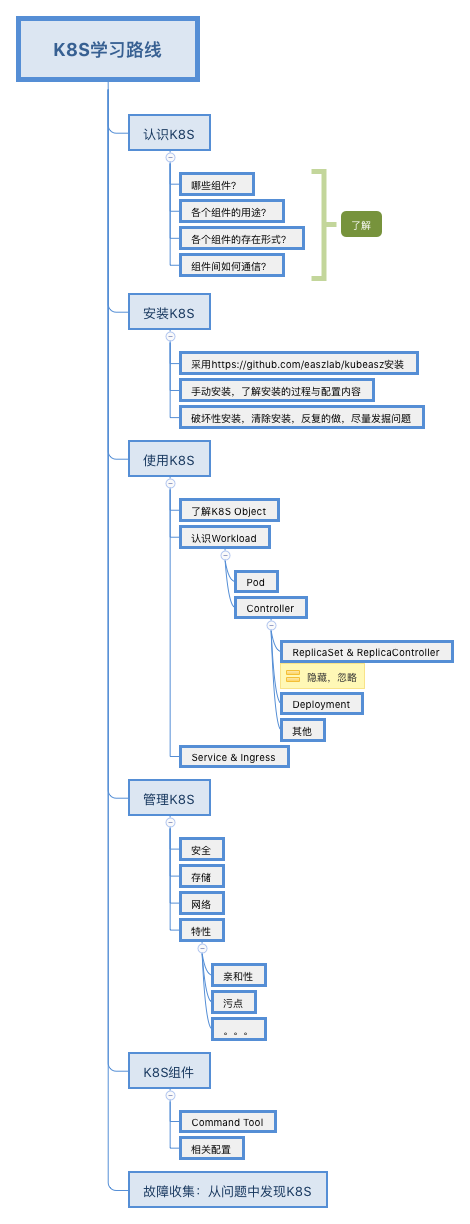 K8S学习路线
认识K8S
哪些组件？
各个组件的用途？
各个组件的存在形式？
组件间如何通信？
了解
安装K8S
采用https://github.com/easzlab/kubeasz安装
手动安装，了解安装的过程与配置内容
破坏性安装，清除安装，反复的做，尽量发掘问题
使用K8S
了解K8S Object
认识Workload
Pod
Controller
ReplicaSet & ReplicaController
隐藏，忽略
Deployment
其他
Service & Ingress
管理K8S
安全
存储
网络
特性
亲和性
污点
。。。
K8S组件
Command Tool
相关配置
故障收集：从问题中发现K8S